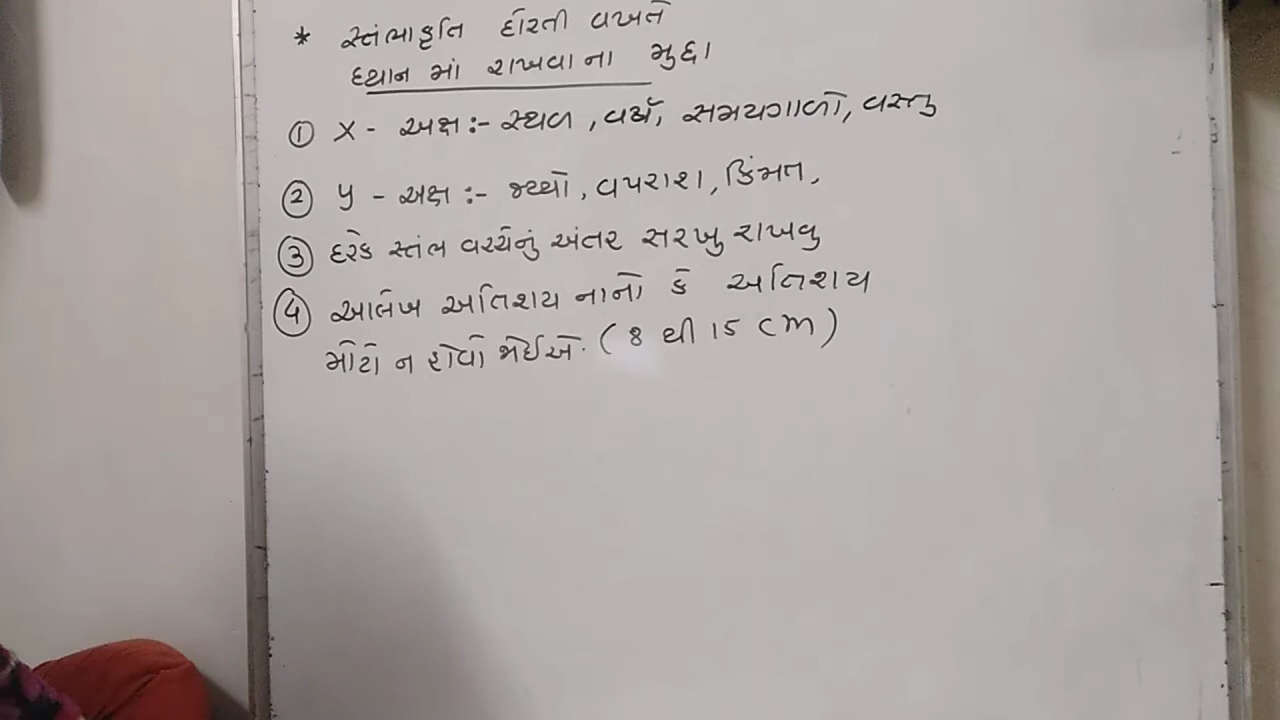 * સ્તંભાકૃતિ દોરતી વખતે
ધ્યાન માં રાખવાના મુદ્દા
① X - અક્ષ :- સ્થળ , વર્ષો, સમયગાળો, વસ્તુ
② y - અક્ષ :- જથ્થો , વપરાશ , કિંમત,
③ દરેક સ્તંભ વચ્ચેનું અંતર સરખુ રાખવુ
④ આલેખ અતિશય નાનો કે અતિશય
મોટો ન હોવો જોઈએ. ( 8 થી 15 cm )